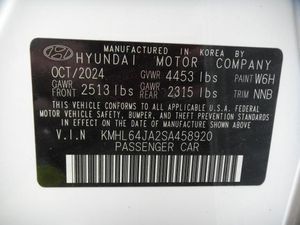 MANUFACTURED IN KOREA BY
HYUNDAI MOTOR COMPANY
OCT/2024 GVWR 4453 lbs PAINT W6H
GAWR FRONT 2513 lbs GAWR REAR 2315 lbs TRIM NNB
THIS VEHICLE CONFORMS TO ALL APPLICABLE
U.S. FEDERAL MOTOR VEHICLE
SAFETY, BUMPER, AND THEFT PREVENTION
STANDARDS IN EFFECT ON THE DATE
OF MANUFACTURE SHOWN ABOVE.
V.I.N KMHL64JA2SA458920
PASSENGER CAR